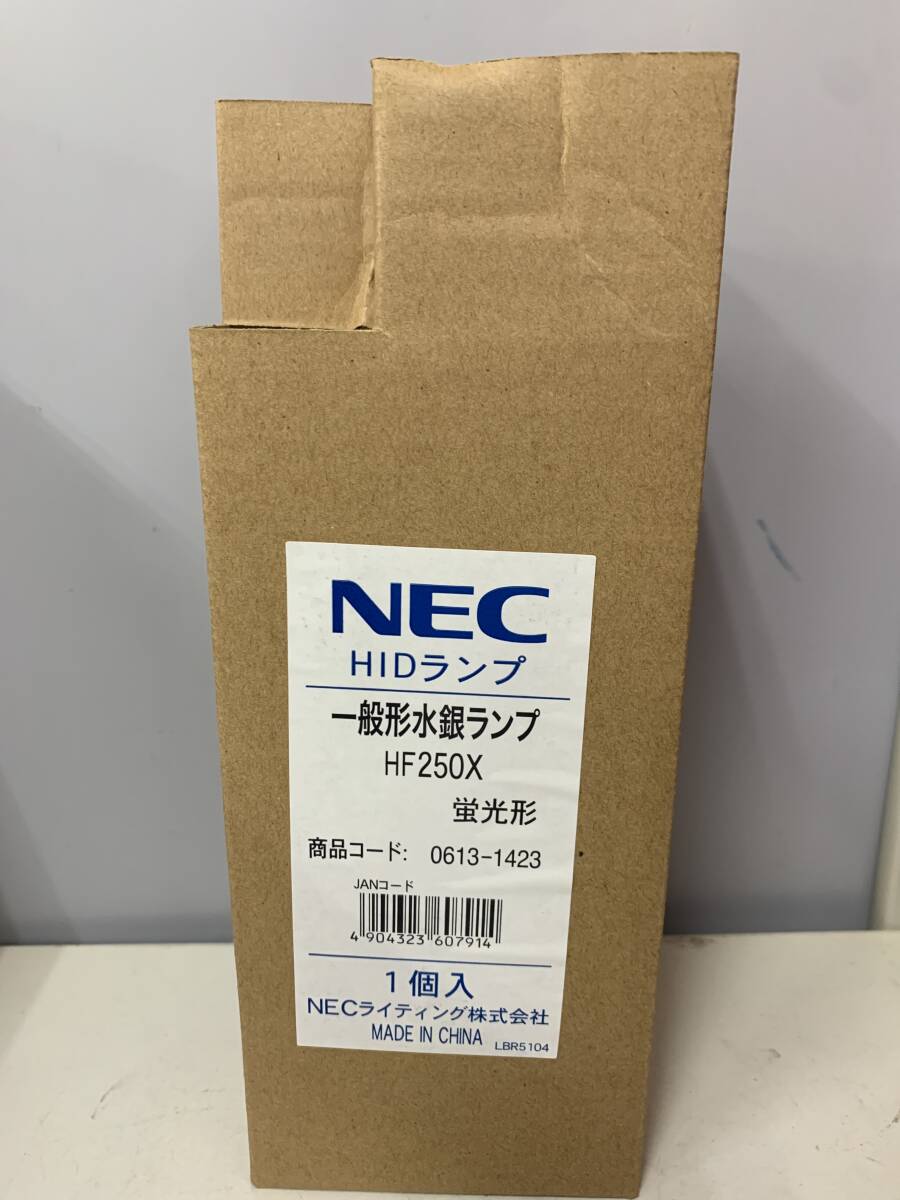 NEC
HIDランプ
一般形水銀ランプ
HF250X
蛍光形
商品コード: 0613-1423
JANコード
4 904323 607914
1個入
NECライティング株式会社
MADE IN CHINA
LBR5104